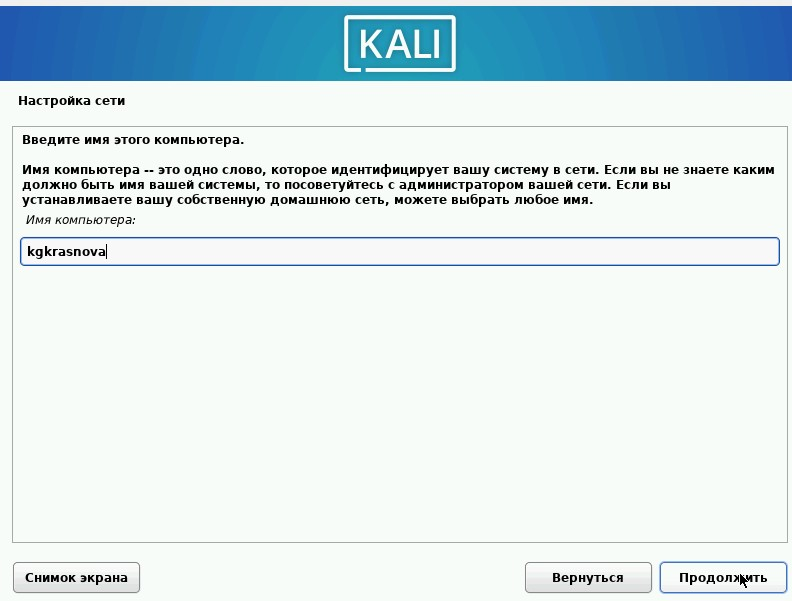 KALI
Настройка сети
Введите имя этого компьютера.
Имя компьютера -- это одно слово, которое идентифицирует вашу систему в сети. Если вы не знаете каким
должно быть имя вашей системы, то посоветуйтесь с администратором вашей сети. Если вы
устанавливаете вашу собственную домашнюю сеть, можете выбрать любое имя.
Имя компьютера:
kgkrasnova
Снимок экрана
Вернуться
Продолжить